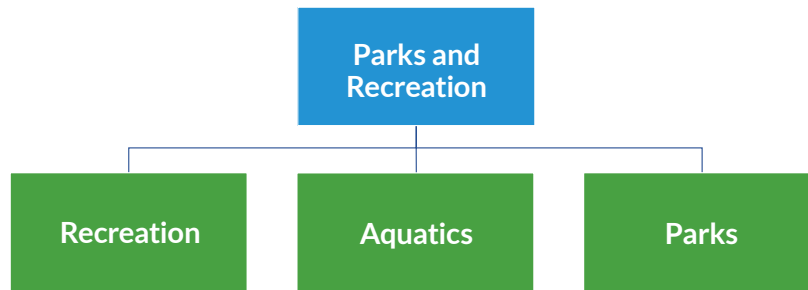 Parks and
Recreation
Recreation
Aquatics
Parks